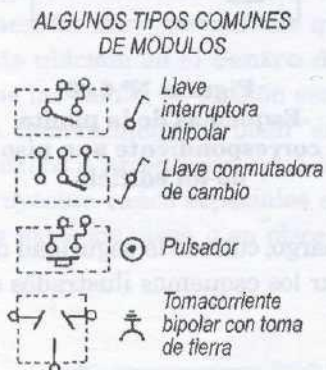 ALGUNOS TIPOS COMUNES
DE MODULOS
Llave
interruptora
unipolar
Llave conmutadora
de cambio
Pulsador
Tomacorriente
bipolar con toma
de tierra